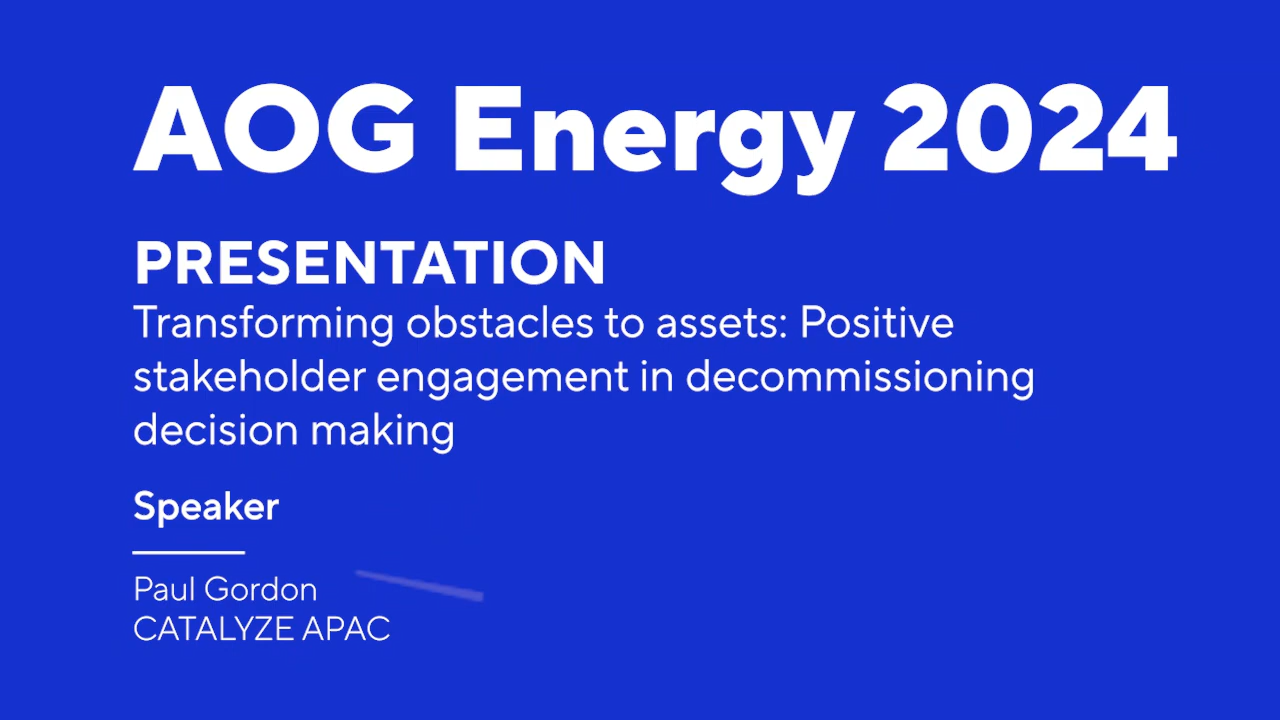 AOG Energy 2024
PRESENTATION
Transforming obstacles to assets: Positive
stakeholder engagement in decommissioning
decision making
Speaker
Paul Gordon
CATALYZE APAC